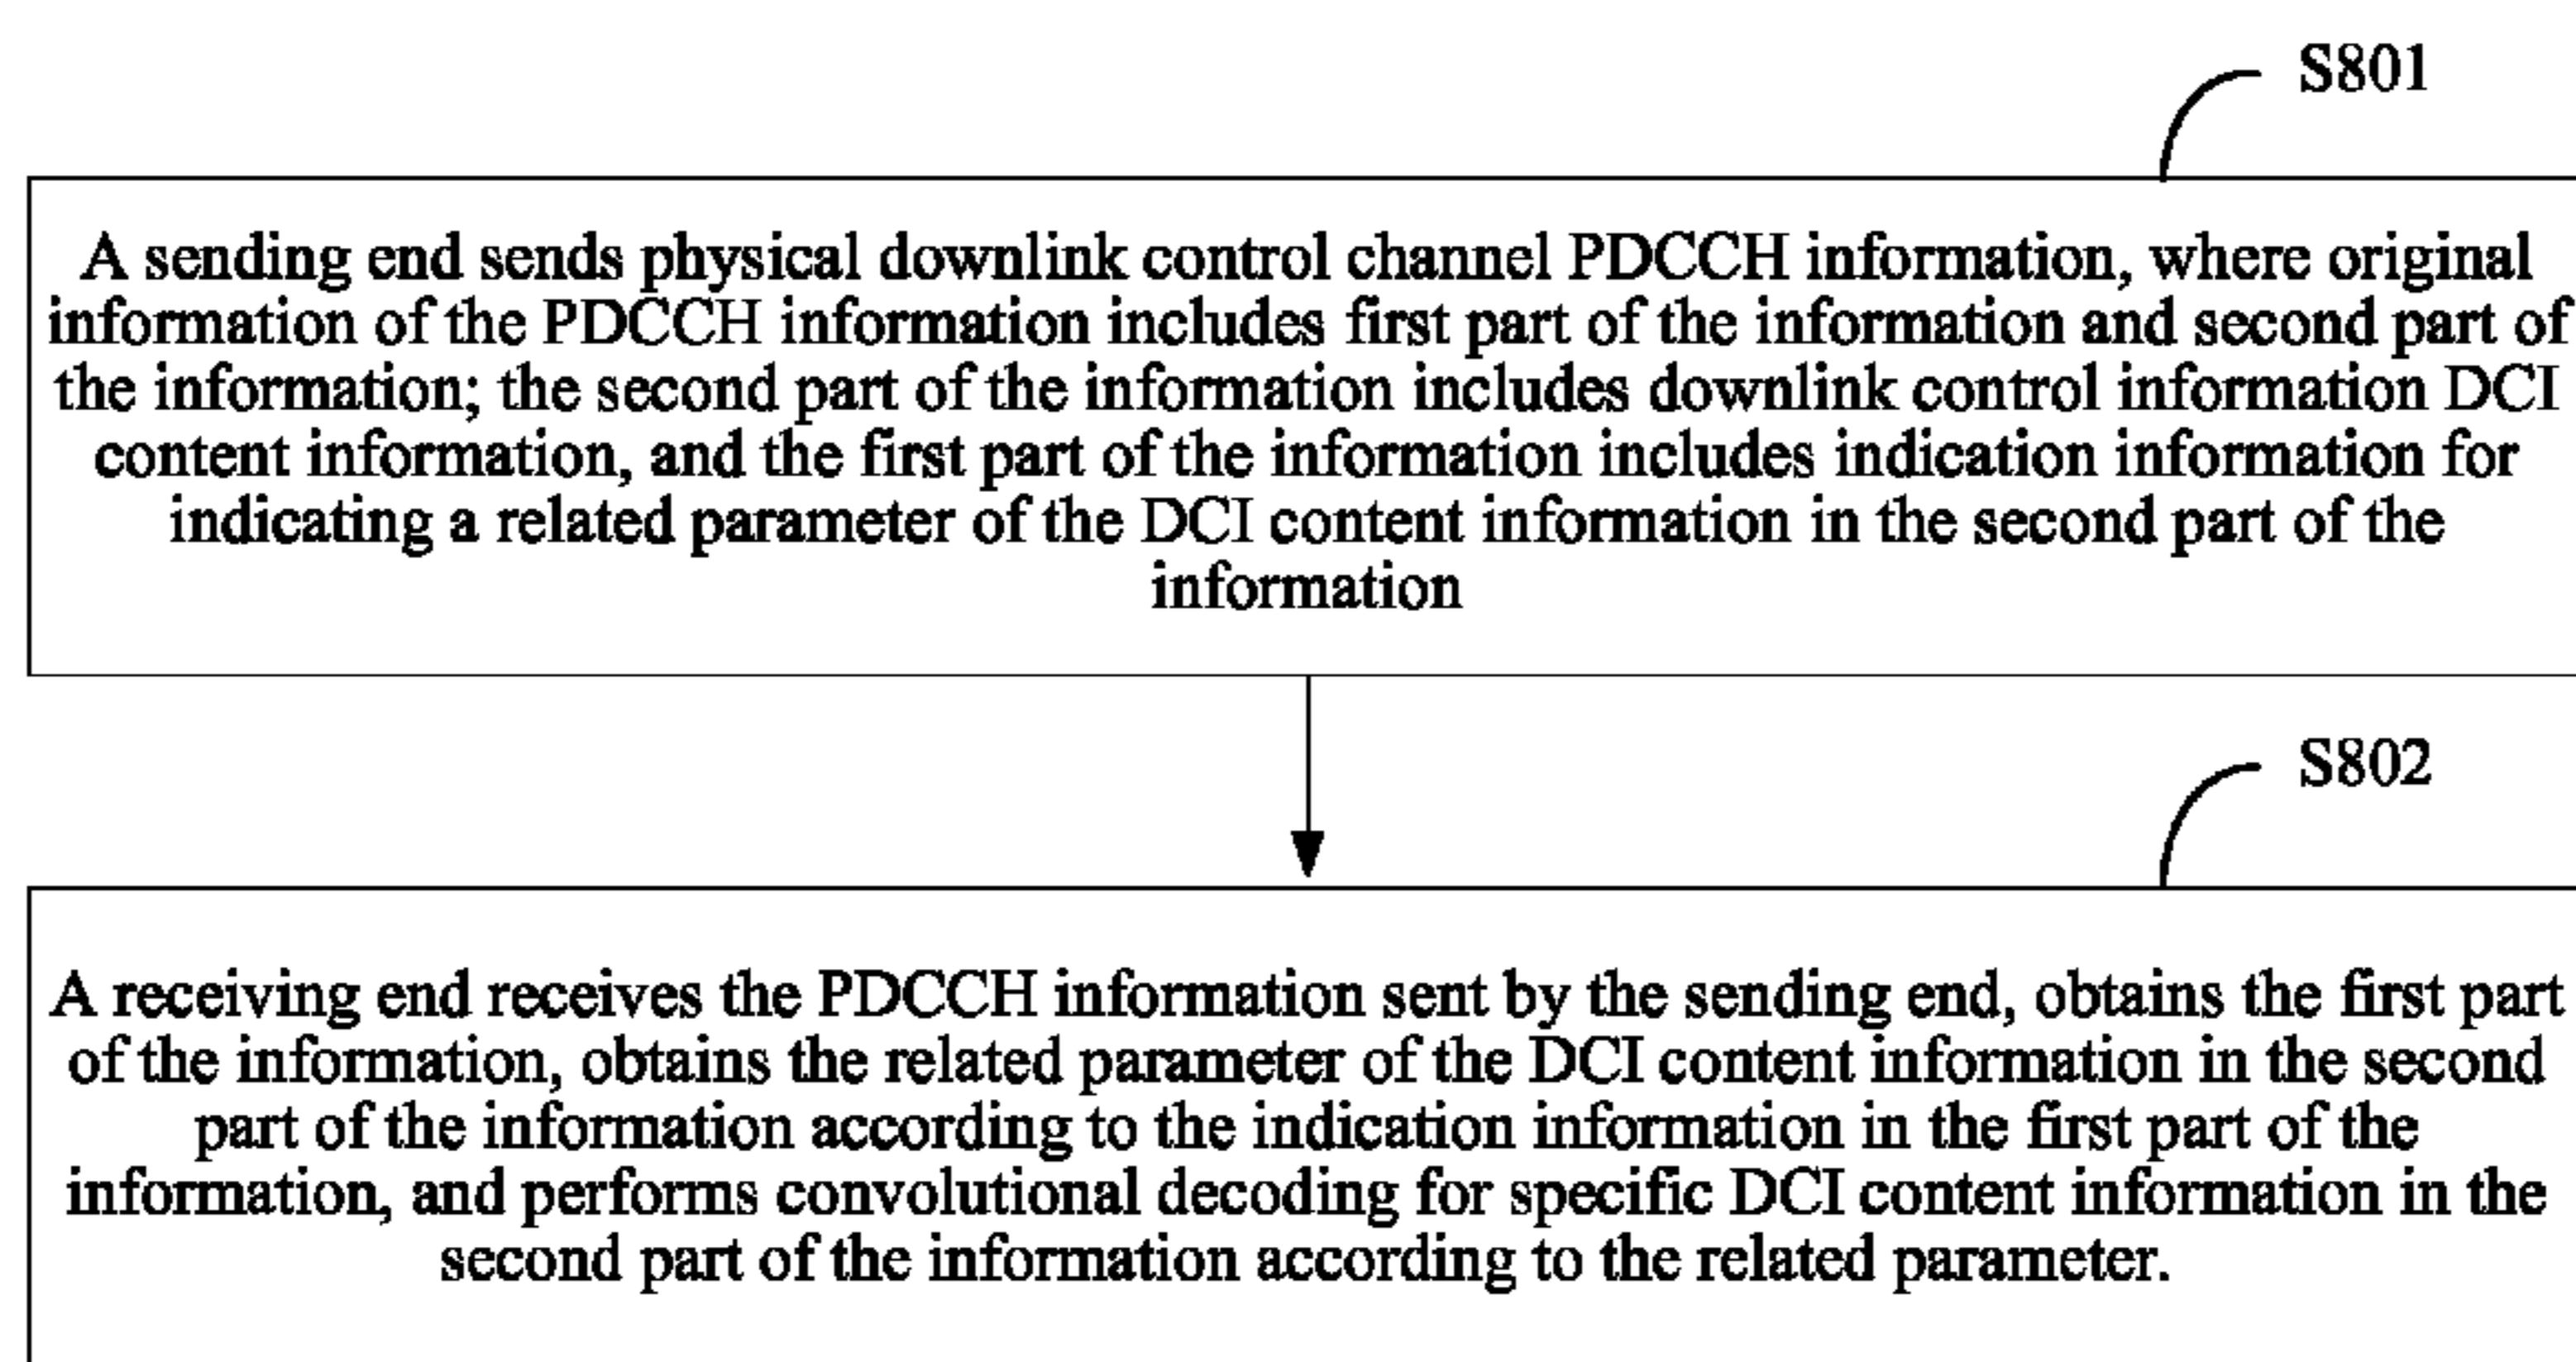 S801
A sending end sends physical downlink control channel PDCCH information, where original
information of the PDCCH information includes first part of the information and second part of
the information; the second part of the information includes downlink control information DCI
content information, and the first part of the information includes indication information for
indicating a related parameter of the DCI content information in the second part of the
information
S802
A receiving end receives the PDCCH information sent by the sending end, obtains the first part
of the information, obtains the related parameter of the DCI content information in the second
part of the information according to the indication information in the first part of the
information, and performs convolutional decoding for specific DCI content information in the
second part of the information according to the related parameter.